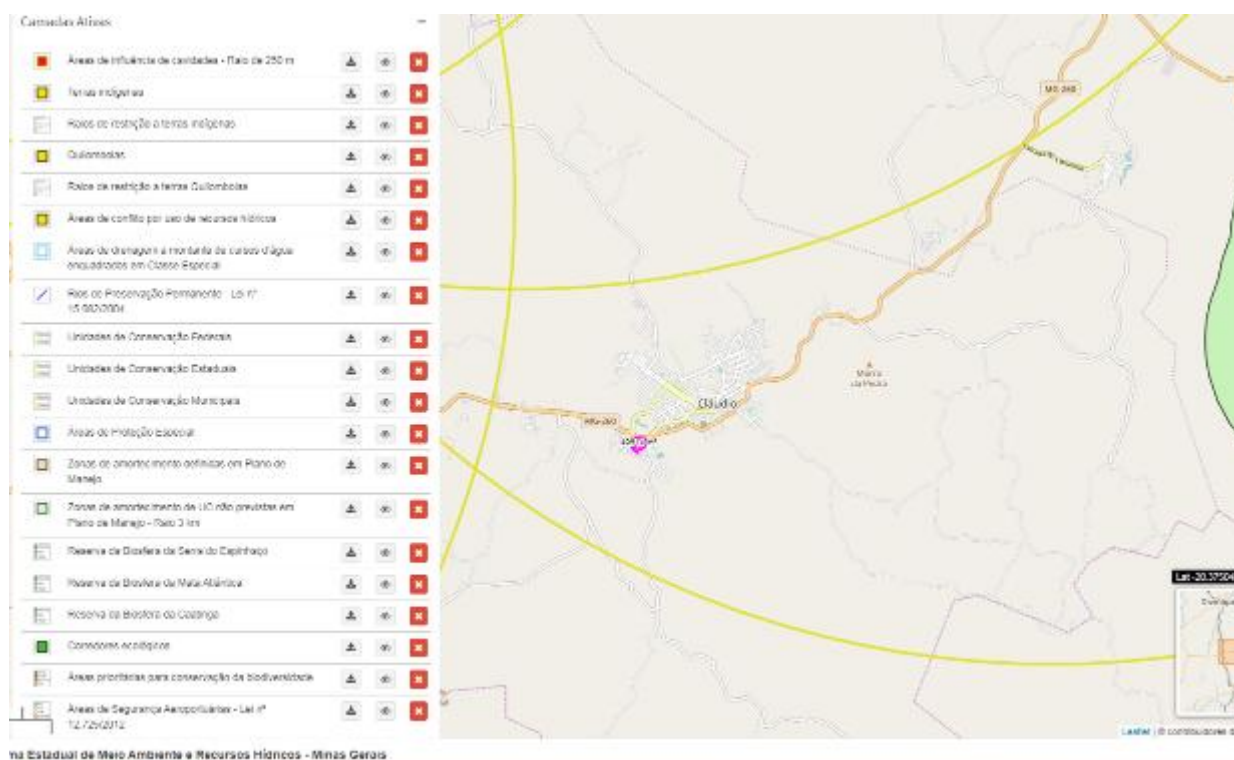 Camadas Ativas
Áreas de influência de cavidades - Raio de 250 m
Terras indígenas
Raios de restrição a terras indígenas
Quilombolas
Raios de restrição a terras Quilombolas
Áreas de conflito por uso de recursos hídricos
Áreas de drenagem a montante de cursos d'água
enquadrados em Classe Especial
Rios de Preservação Permanente - Lei nº
15.082/2004
Unidades de Conservação Federais
Unidades de Conservação Estaduais
Unidades de Conservação Municipais
Áreas de Proteção Especial
Zonas de amortecimento definidas em Plano de
Manejo
Zonas de amortecimento de UC não previstas em
Plano de Manejo - Raio 3 km
Reserva da Biosfera da Serra do Espinhaço
Reserva da Biosfera da Mata Atlântica
Reserva da Biosfera da Caatinga
Corredores ecológicos
Áreas prioritárias para conservação da biodiversidade
Áreas de Segurança Aeroportuárias - Lei nº
12.725/2012
MG-260
Cláudio
MG-260
Morro
da Pedra
Lat -20.37504
Leaflet | © contribuidores d
ma Estadual de Meio Ambiente e Recursos Hídricos - Minas Gerais